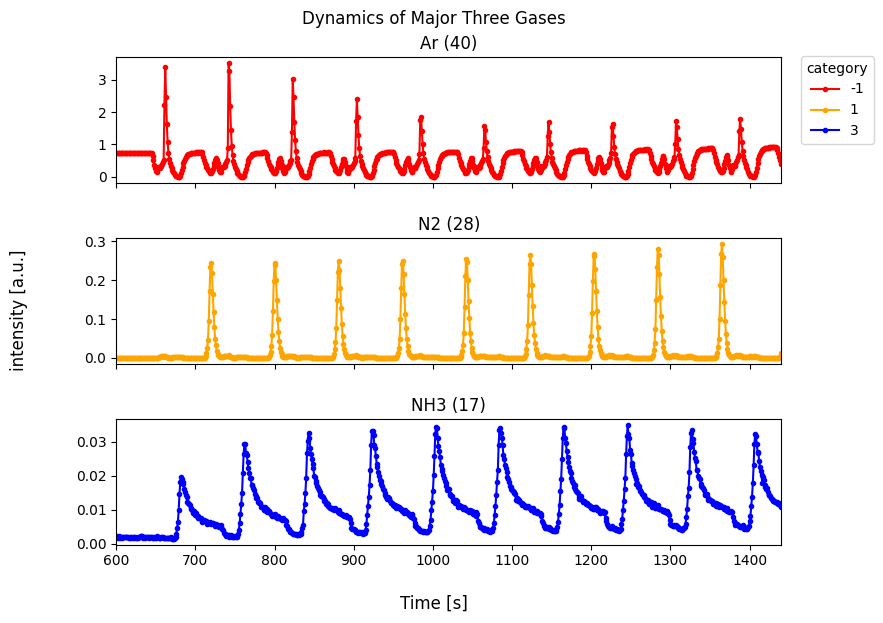 Dynamics of Major Three Gases
Ar (40)
category
-1
1
3
3
2
1
0
N2 (28)
0.3
0.2
0.1
0.0
intensity [a.u.]
NH3 (17)
0.03
0.02
0.01
0.00
600 700 800 900 1000 1100 1200 1300 1400
Time [s]